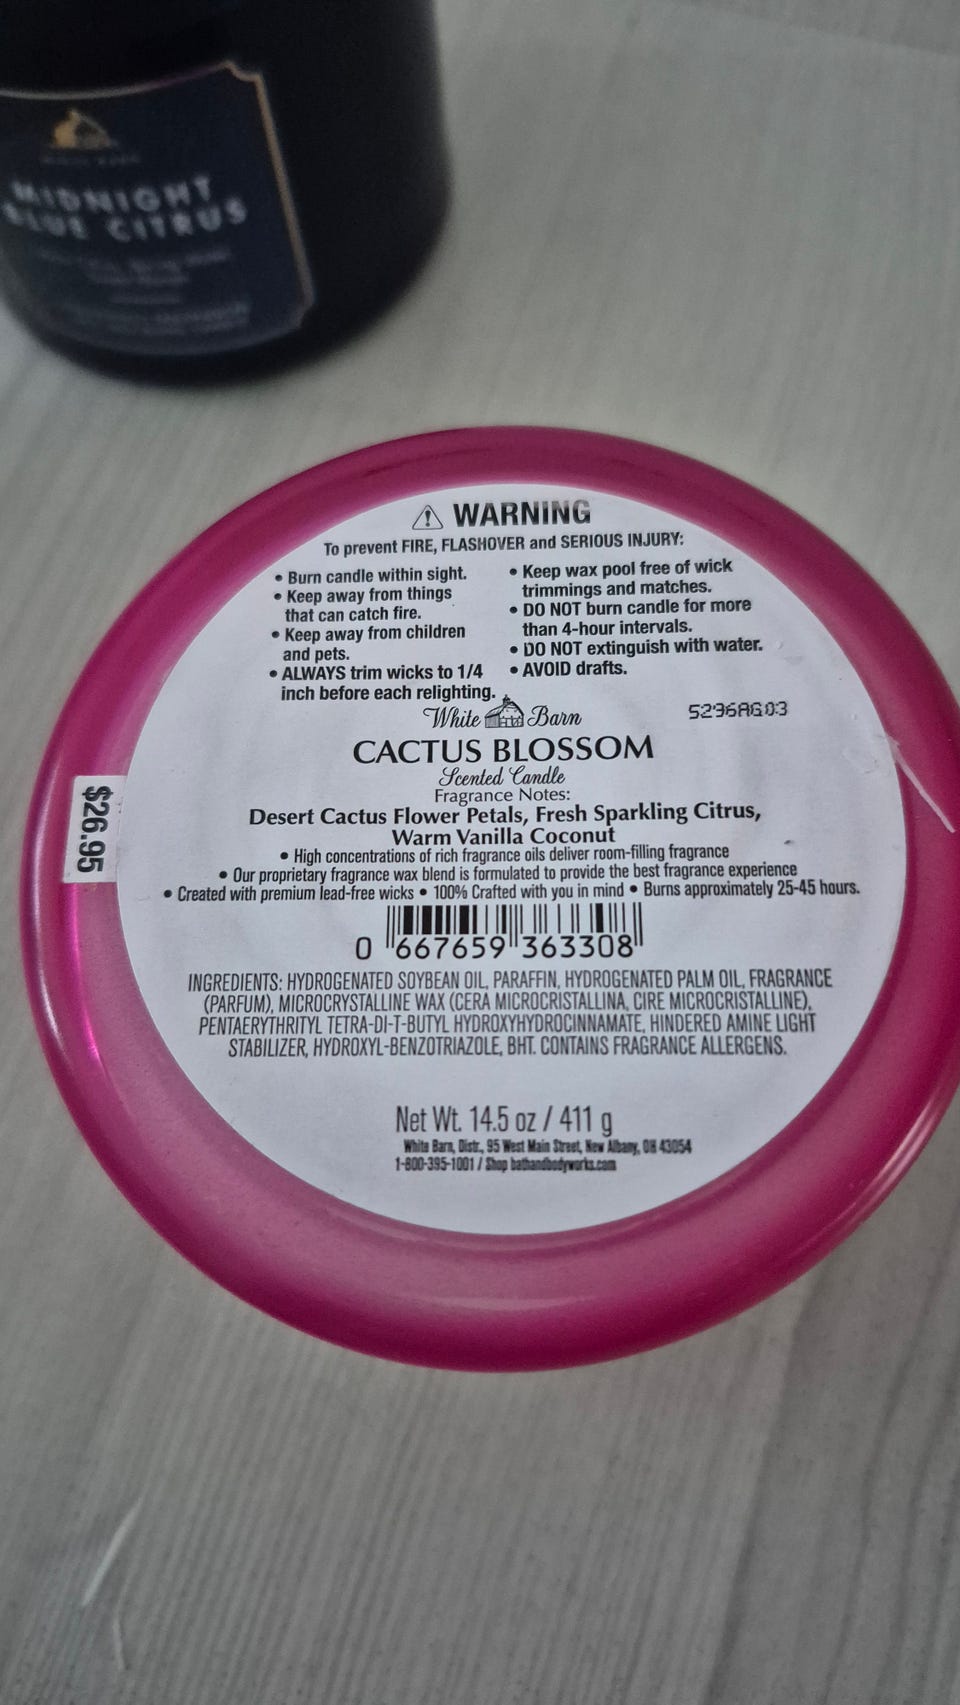 MIDNIGHT
BLUE CITRUS
⚠ WARNING
To prevent FIRE, FLASHOVER and SERIOUS INJURY:
• Burn candle within sight.
• Keep away from things
that can catch fire.
• Keep away from children
and pets.
• ALWAYS trim wicks to 1/4
inch before each relighting.
• Keep wax pool free of wick
trimmings and matches.
• DO NOT burn candle for more
than 4-hour intervals.
• DO NOT extinguish with water.
• AVOID drafts.
5296AG03
White Barn
CACTUS BLOSSOM
Scented Candle
Fragrance Notes:
Desert Cactus Flower Petals, Fresh Sparkling Citrus,
Warm Vanilla Coconut
• High concentrations of rich fragrance oils deliver room-filling fragrance
• Our proprietary fragrance wax blend is formulated to provide the best fragrance experience
• Created with premium lead-free wicks • 100% Crafted with you in mind • Burns approximately 25-45 hours.
$26.95
0 667659 363308
INGREDIENTS: HYDROGENATED SOYBEAN OIL, PARAFFIN, HYDROGENATED PALM OIL, FRAGRANCE
(PARFUM), MICROCRYSTALLINE WAX (CERA MICROCRISTALLINA, CIRE MICROCRISTALLINE),
PENTAERYTHRITYL TETRA-DI-T-BUTYL HYDROXYHYDROCINNAMATE, HINDERED AMINE LIGHT
STABILIZER, HYDROXYL-BENZOTRIAZOLE, BHT. CONTAINS FRAGRANCE ALLERGENS.
Net Wt. 14.5 oz / 411 g
White Barn, Distr., 95 West Main Street, New Albany, OH 43054
1-800-395-1001 / Shop bathandbodyworks.com